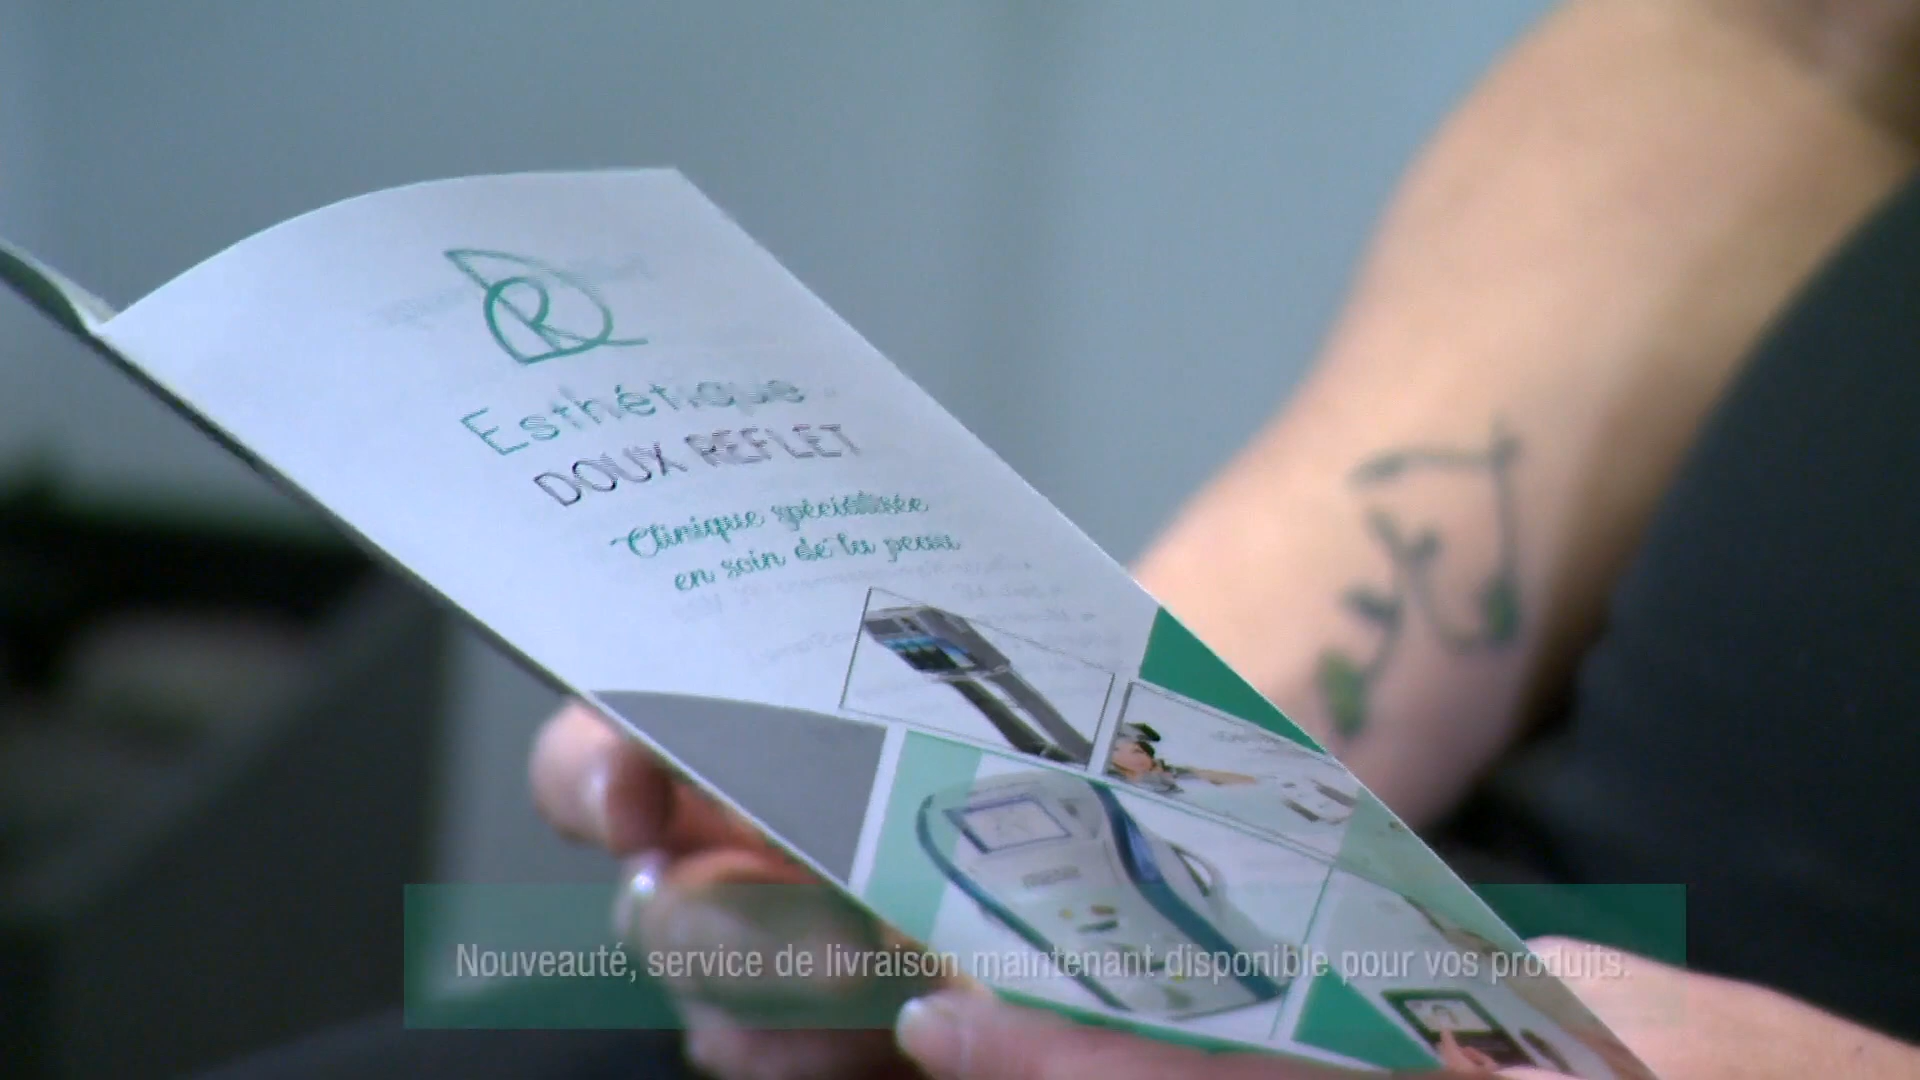 Esthétique
DOUX REFLET
Clinique spécialisée
en soin de la peau
Nouveauté, service de livraison maintenant disponible pour vos produits.